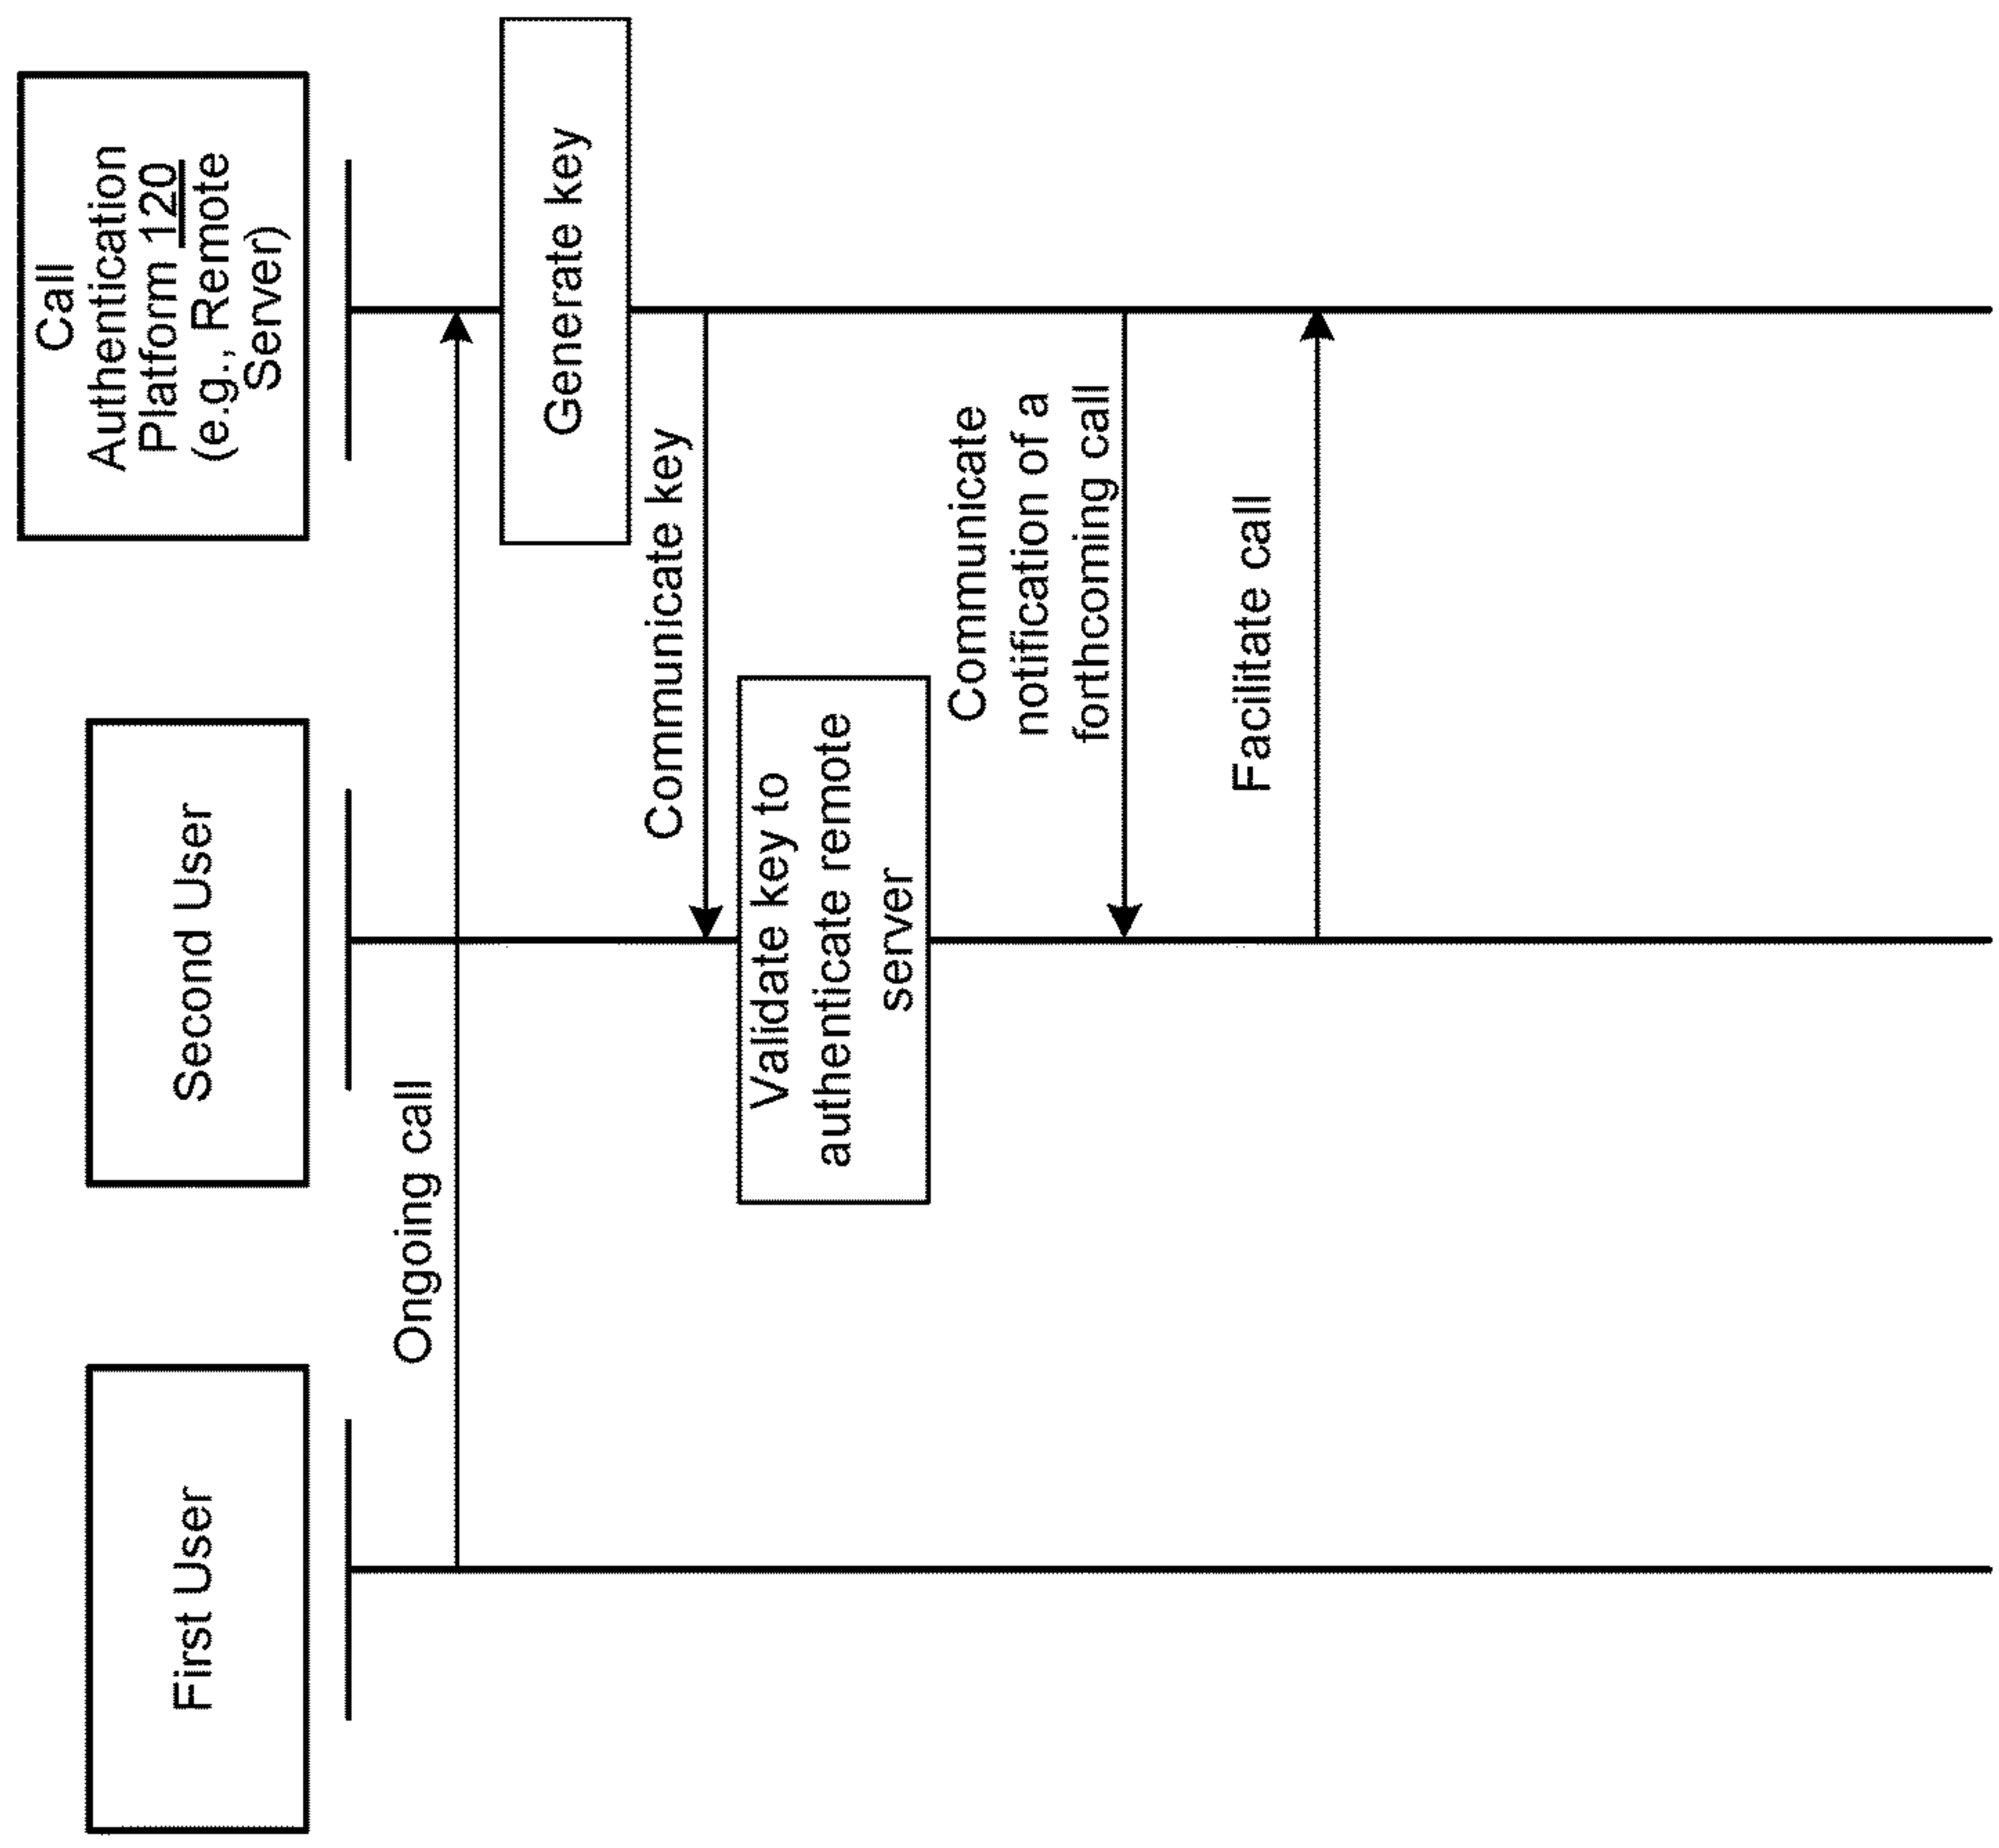 First User
Second User
Call
Authentication
Platform 120
(e.g., Remote
Server)
Ongoing call
Generate key
Communicate key
Validate key to
authenticate remote
server
Communicate
notification of a
forthcoming call
Facilitate call